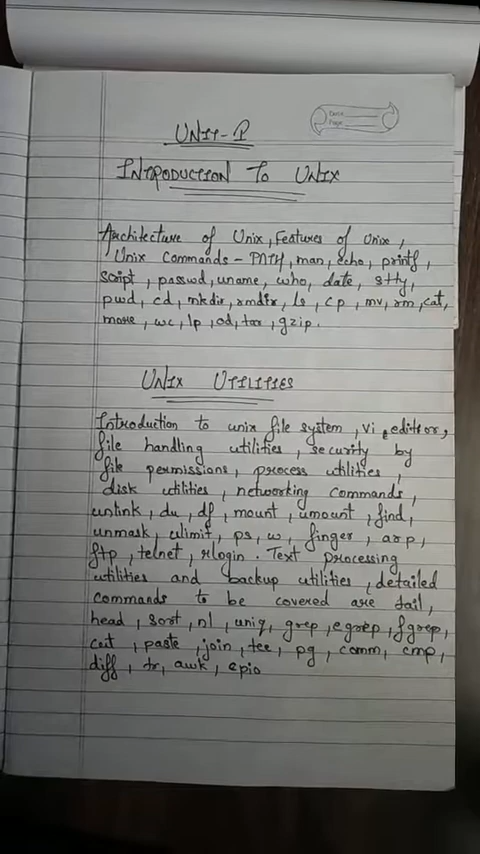 UNIT-I
Date
Page
INTRODUCTION TO UNIX
Architecture of Unix, Features of Unix,
Unix Commands - PATH, man, echo, printf,
script, passwd, uname, who, date, stty,
pwd, cd, mkdir, rmdir, ls, cp, mv, rm, cat,
more, wc, lp, od, tar, gzip.
UNIX UTILITIES
Introduction to unix file system, vi editor,
file handling utilities, security by
file permissions, process utilities,
disk utilities, networking commands,
unlink, du, df, mount, umount, find,
unmask, ulimit, ps, w, finger, arp,
ftp, telnet, rlogin. Text processing
utilities and backup utilities, detailed
commands to be covered are tail,
head, sort, nl, uniq, grep, egrep, fgrep,
cut, paste, join, tee, pg, comm, cmp,
diff, tr, awk, cpio